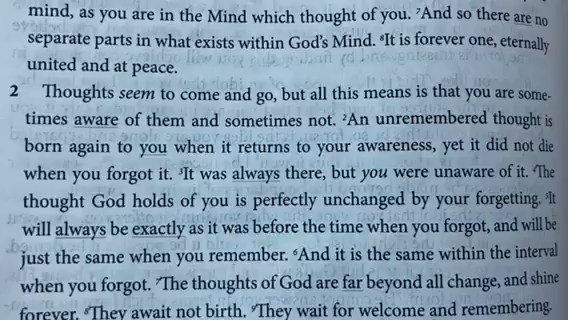 mind, as you are in the Mind which thought of you. ⁷And so there are no
separate parts in what exists within God's Mind. ⁸It is forever one, eternally
united and at peace.
2 Thoughts seem to come and go, but all this means is that you are some-
times aware of them and sometimes not. ²An unremembered thought is
born again to you when it returns to your awareness, yet it did not die
when you forgot it. ³It was always there, but you were unaware of it. ⁴The
thought God holds of you is perfectly unchanged by your forgetting. ⁵It
will always be exactly as it was before the time when you forgot, and will be
just the same when you remember. ⁶And it is the same within the interval
when you forgot. ⁷The thoughts of God are far beyond all change, and shine
forever. ⁸They await not birth. ⁹They wait for welcome and remembering.